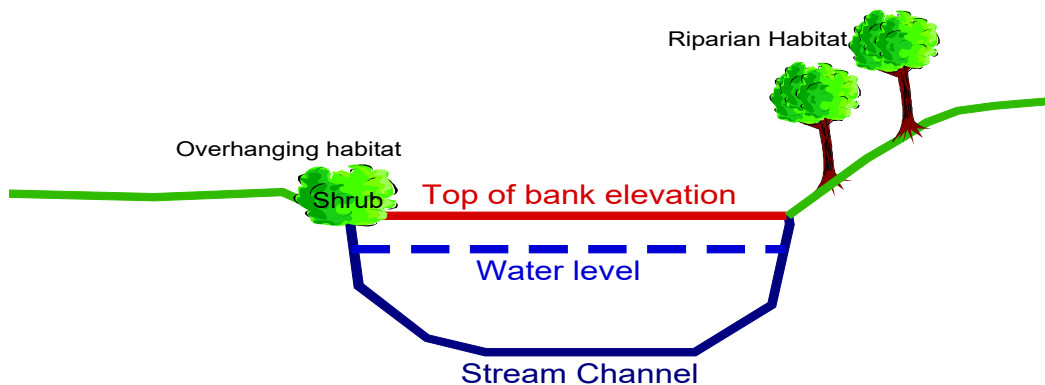 Riparian Habitat
Overhanging habitat
Shrub
Top of bank elevation
Water level
Stream Channel